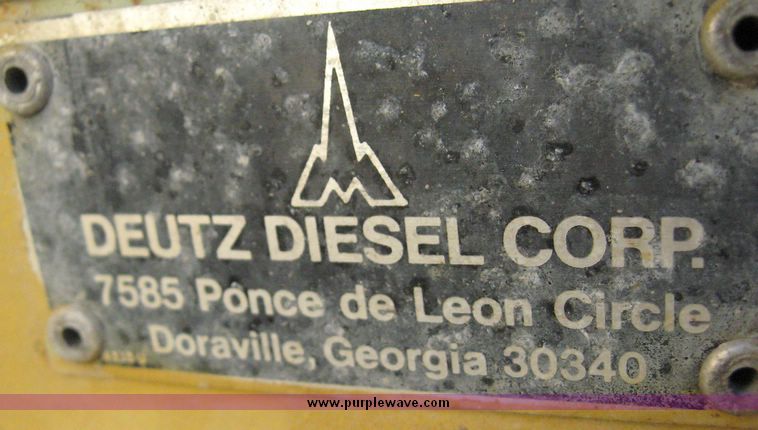 DEUTZ DIESEL CORP.
7585 Ponce de Leon Circle
Doraville, Georgia 30340
www.purplewave.com